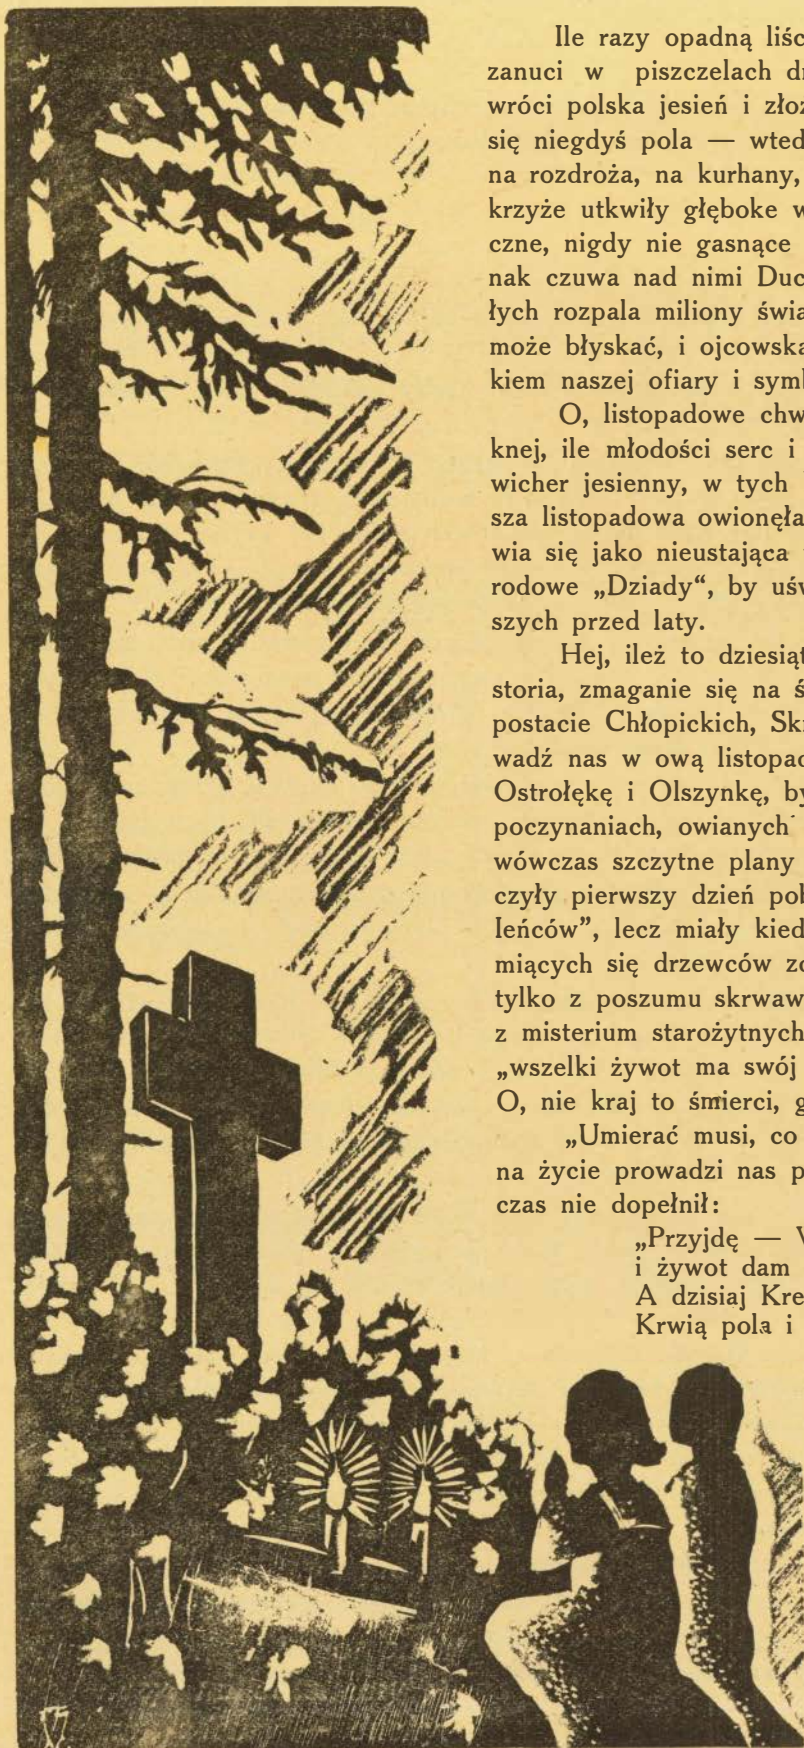 Ile razy opadną liśc
zanuci w piszczelach dr
wróci polska jesień i złoz
się niegdyś pola — wted
na rozdroża, na kurhany,
krzyże utkwiły głęboke w
czne, nigdy nie gasnące
nak czuwa nad nimi Duc
łych rozpala miliony świa
może błyskać, i ojcowska
kiem naszej ofiary i symb
O, listopadowe chw
knej, ile młodości serc i
wicher jesienny, w tych
sza listopadowa owionęła
wia się jako nieustająca
rodowe „Dziady“, by uśw
szych przed laty.
Hej, ileż to dziesiąt
storia, zmaganie się na ś
postacie Chłopickich, Skr
wadź nas w ową listopad
Ostrołękę i Olszynkę, by
poczynaniach, owianych
wówczas szczytne plany
czyły pierwszy dzień pob
leńców”, lecz miały kied
miących się drzewców zo
tylko z poszumu skrwaw
z misterium starożytnych
„wszelki żywot ma swój
O, nie kraj to śmierci, g
„Umierać musi, co
na życie prowadzi nas p
czas nie dopełnił:
„Przyjdę — W
i żywot dam
A dzisiaj Kre
Krwią pola i